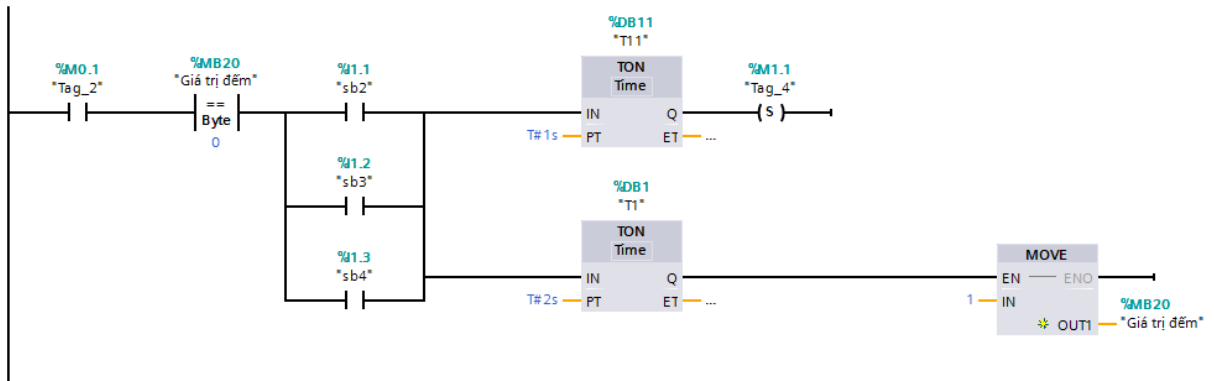 %M0.1
"Tag_2"
%MB20
"Giá trị đếm"
==
Byte
0
%I1.1
"sb2"
%I1.2
"sb3"
%I1.3
"sb4"
%DB11
"T11"
TON
Time
IN Q
T#1s PT ET ...
%M1.1
"Tag_4"
S
%DB1
"T1"
TON
Time
IN Q
T#2s PT ET ...
MOVE
EN ENO
1 IN
OUT1
%MB20
"Giá trị đếm"